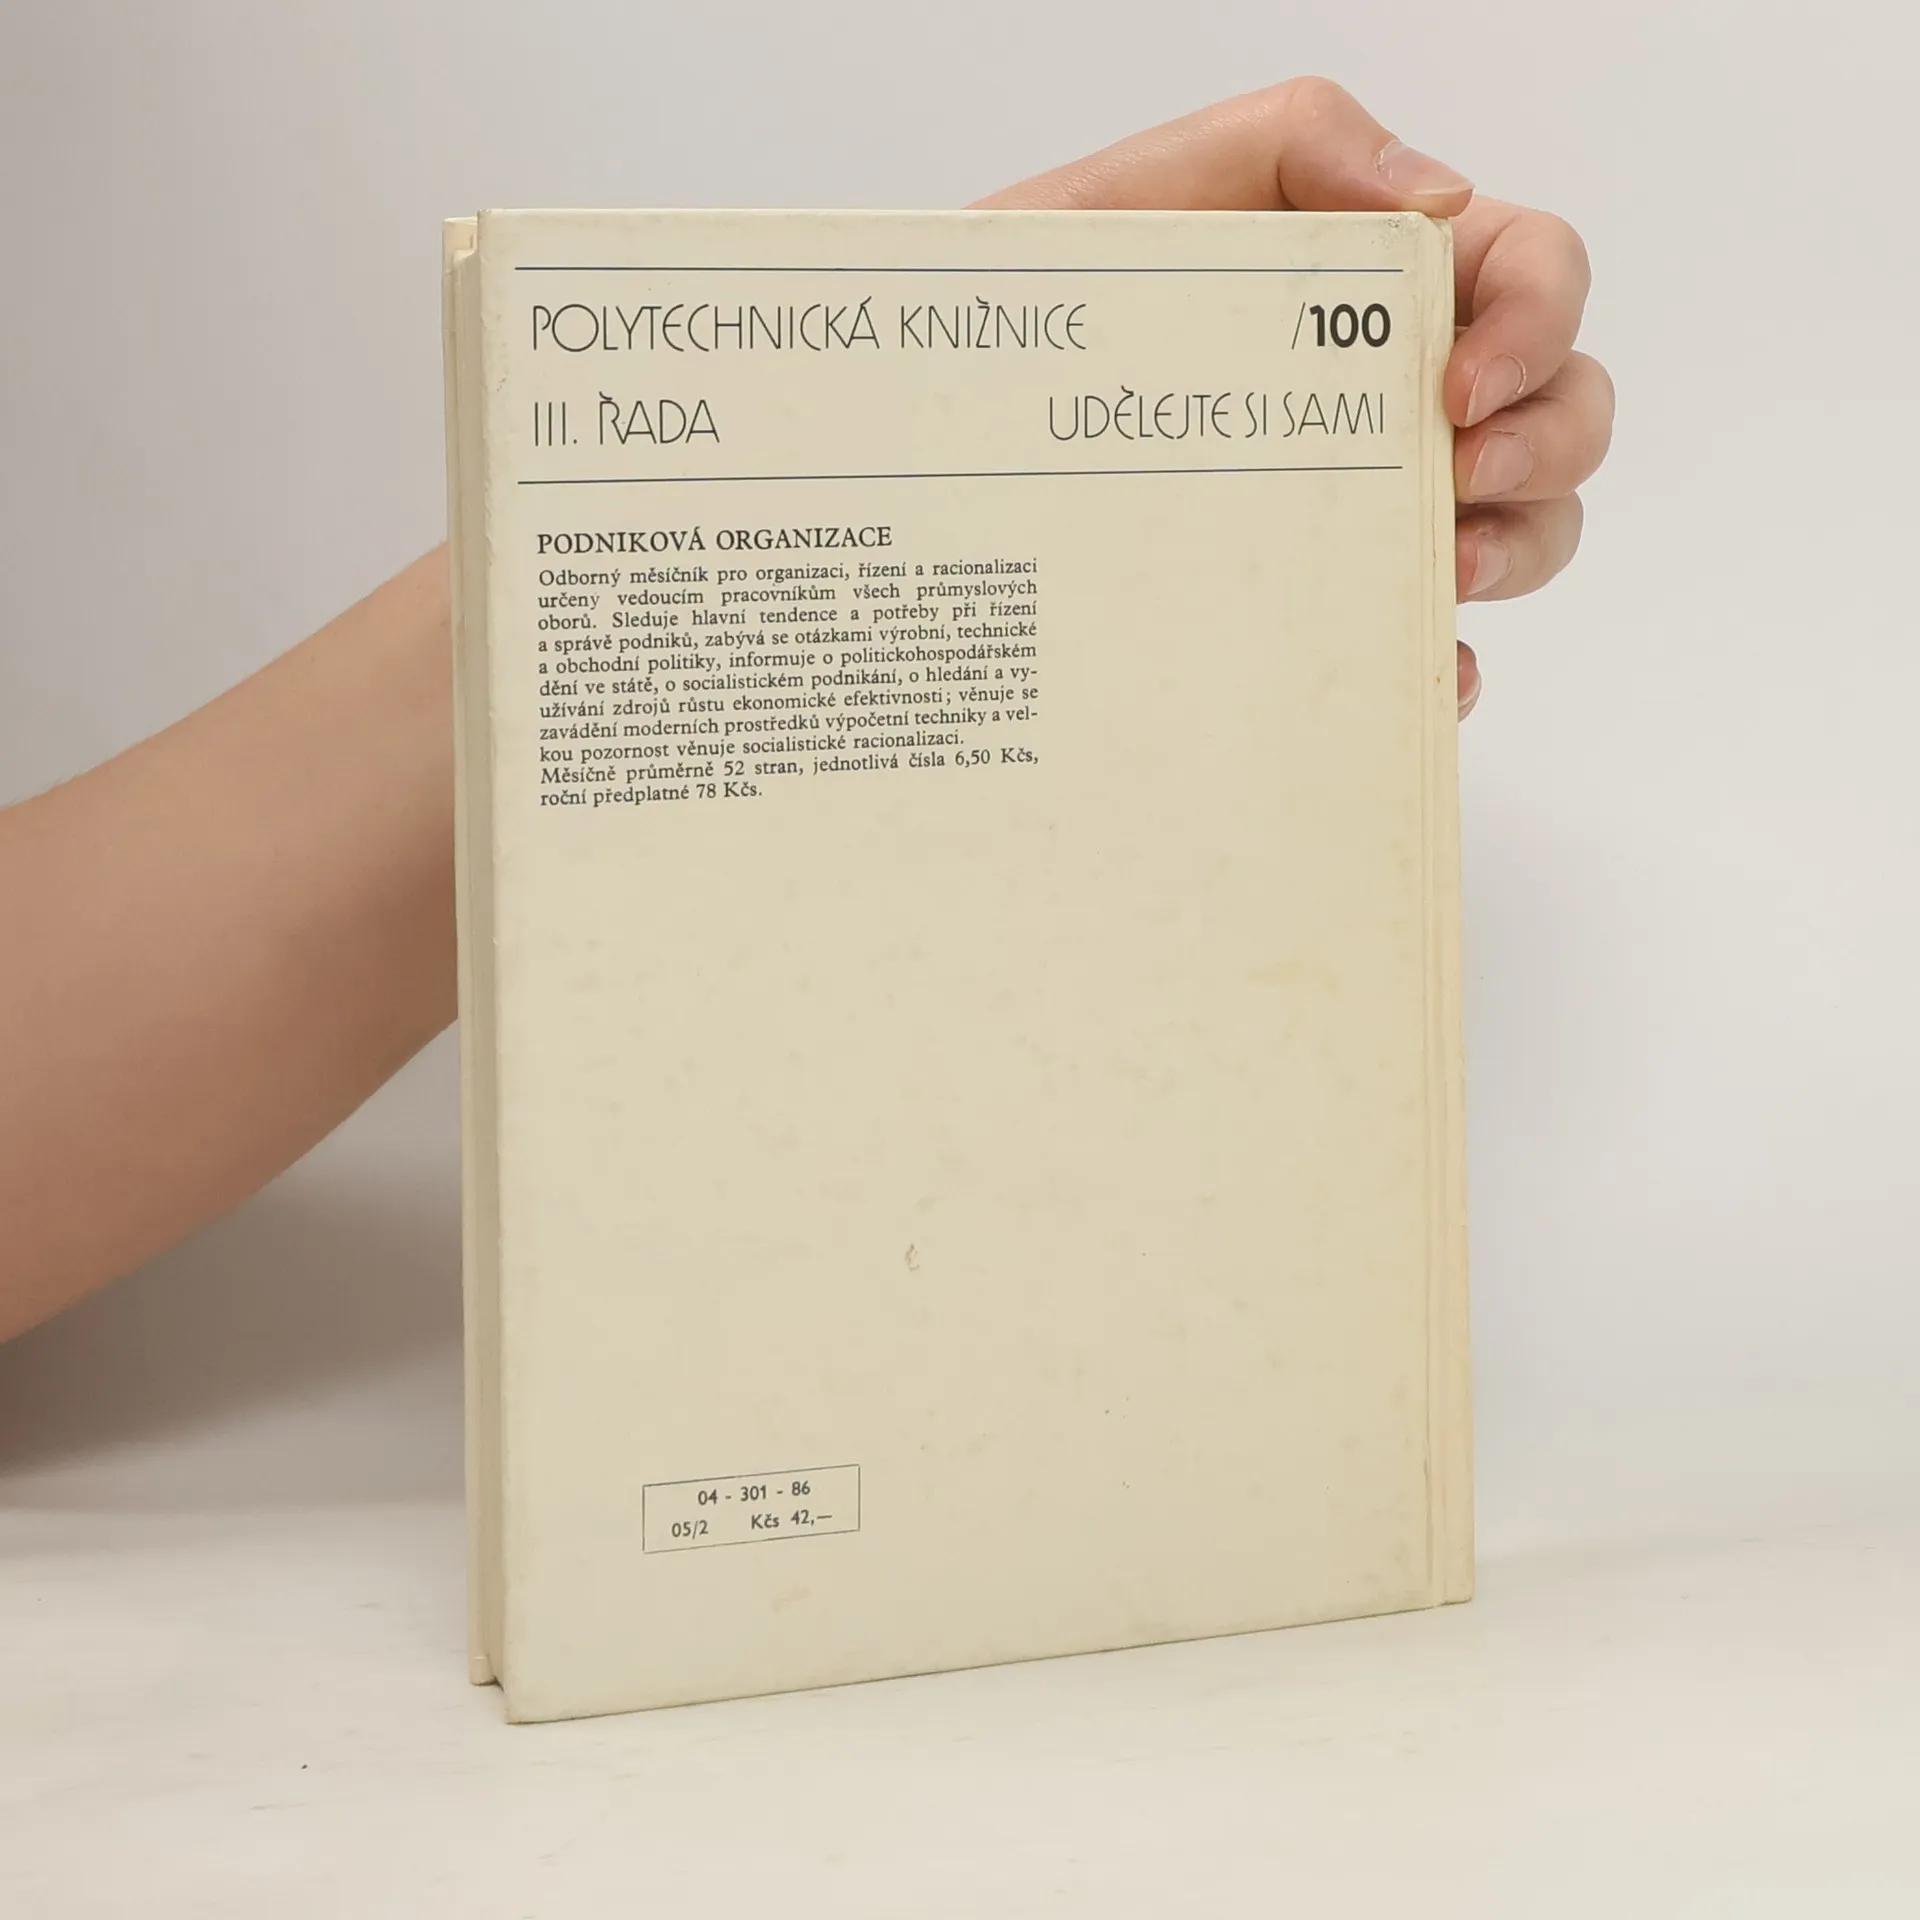 POLYTECHNICKÁ KNIŽNICE /100
III. ŘADA UDĚLEJTE SI SAMI
PODNIKOVÁ ORGANIZACE
Odborný měsíčník pro organizaci, řízení a racionalizaci
určený vedoucím pracovníkům všech průmyslových
oborů. Sleduje hlavní tendence a potřeby při řízení
a správě podniků, zabývá se otázkami výrobní, technické
a obchodní politiky, informuje o politickohospodářském
dění ve státě, o socialistickém podnikání, o hledání a vy-
užívání zdrojů růstu ekonomické efektivnosti; věnuje se
zavádění moderních prostředků výpočetní techniky a vel-
kou pozornost věnuje socialistické racionalizaci.
Měsíčně průměrně 52 stran, jednotlivá čísla 6,50 Kčs,
roční předplatné 78 Kčs.
04 - 301 - 86
05/2 Kčs 42,—